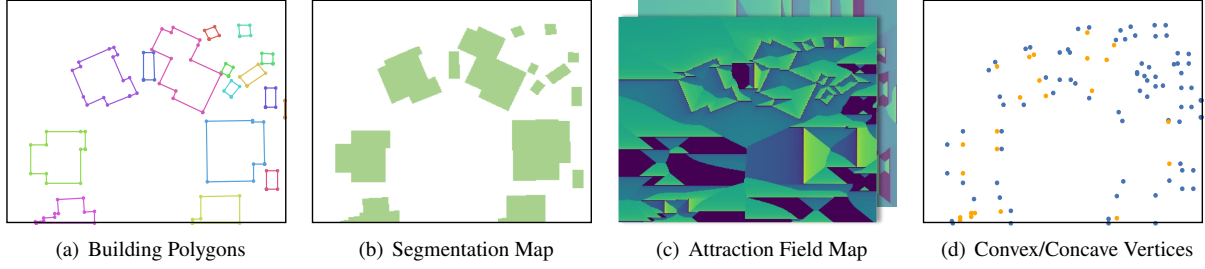 (a) Building Polygons
(b) Segmentation Map
(c) Attraction Field Map
(d) Convex/Concave Vertices